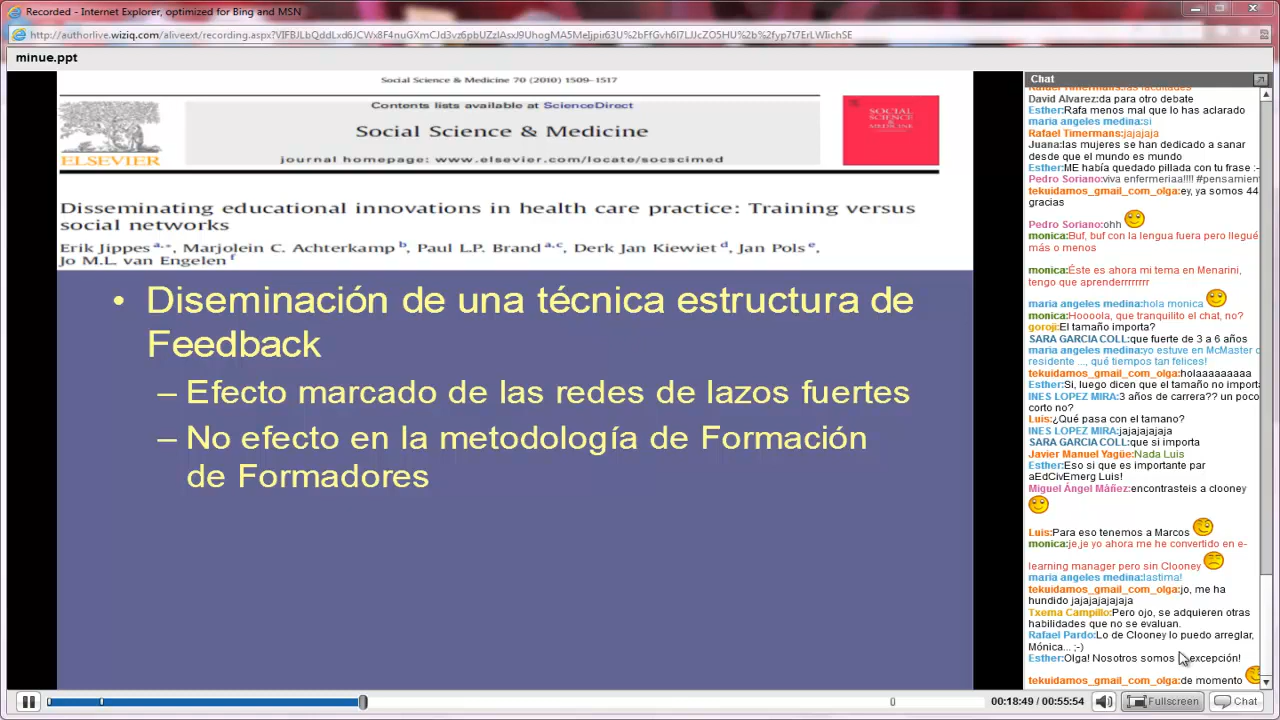 Recorded - Internet Explorer, optimized for Bing and MSN
minue.ppt
Social Science & Medicine 70 (2010) 1509–1517
Contents lists available at ScienceDirect
Social Science & Medicine
journal homepage: www.elsevier.com/locate/socscimed
ELSEVIER
SOCIAL
SCIENCE
&
MEDICINE
Disseminating educational innovations in health care practice: Training versus
social networks
Erik Jippes a,*, Marjolein C. Achterkamp b, Paul L.P. Brand a,c, Derk Jan Kiewiet d, Jan Pols e,
Jo M.L. van Engelen f
• Diseminación de una técnica estructura de
Feedback
– Efecto marcado de las redes de lazos fuertes
– No efecto en la metodología de Formación
de Formadores
Chat
Rafael Timermans:las facultades
David Alvarez:da para otro debate
Esther:Rafa menos mal que lo has aclarado
maria angeles medina:si
Rafael Timermans:jajajaja
Juana:las mujeres se han dedicado a sanar
desde que el mundo es mundo
Esther:ME había quedado pillada con tu frase :-
Pedro Soriano:viva enfermeriaa!!!! #pensamien
tekuidamos_gmail_com_olga:ey, ya somos 44
gracias
Pedro Soriano:ohh
monica:Buf, buf con la lengua fuera pero llegué
más o menos
monica:Éste es ahora mi tema en Menarini,
tengo que aprenderrrrrrr
maria angeles medina:hola monica
monica:Hoooola, que tranquilito el chat, no?
goroji:El tamaño importa?
SARA GARCIA COLL:que fuerte de 3 a 6 años
maria angeles medina:yo estuve en McMaster
residente ..., qué tiempos tan felices!
tekuidamos_gmail_com_olga:holaaaaaaaaa
Esther:Si, luego dicen que el tamaño no importa
INES LOPEZ MIRA:3 años de carrera?? un poco
corto no?
Luis:¿Qué pasa con el tamano?
INES LOPEZ MIRA:jajajajajaja
SARA GARCIA COLL:que si importa
Javier Manuel Yagüe:Nada Luis
Esther:Eso si que es importante par
aEdCivEmerg Luis!
Miguel Ángel Máñez:encontrasteis a clooney
Luis:Para eso tenemos a Marcos
monica:je,je yo ahora me he convertido en e-
learning manager pero sin Clooney
maria angeles medina:lastima!
tekuidamos_gmail_com_olga:jo, me ha
hundido jajajajajajaja
Txema Campillo:Pero ojo, se adquieren otras
habilidades que no se evaluan.
Rafael Pardo:Lo de Clooney lo puedo arreglar,
Mónica... ;-)
Esther:Olga! Nosotros somos excepción!
tekuidamos_gmail_com_olga:de momento
00:18:49 / 00:55:54
Fullscreen
Chat